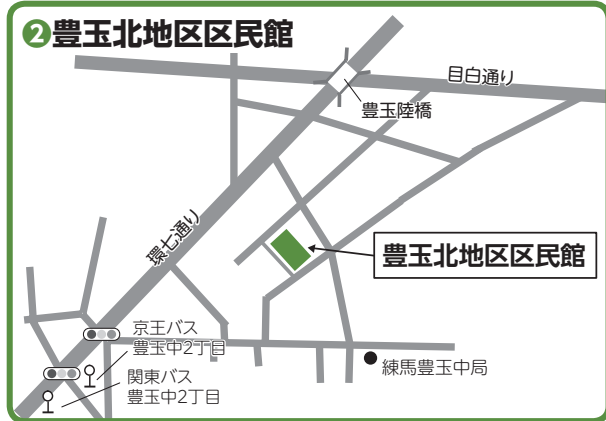 ❷豊玉北地区区民館
目白通り
豊玉陸橋
環七通り
豊玉北地区区民館
京王バス
豊玉中2丁目
関東バス
豊玉中2丁目
練馬豊玉中局